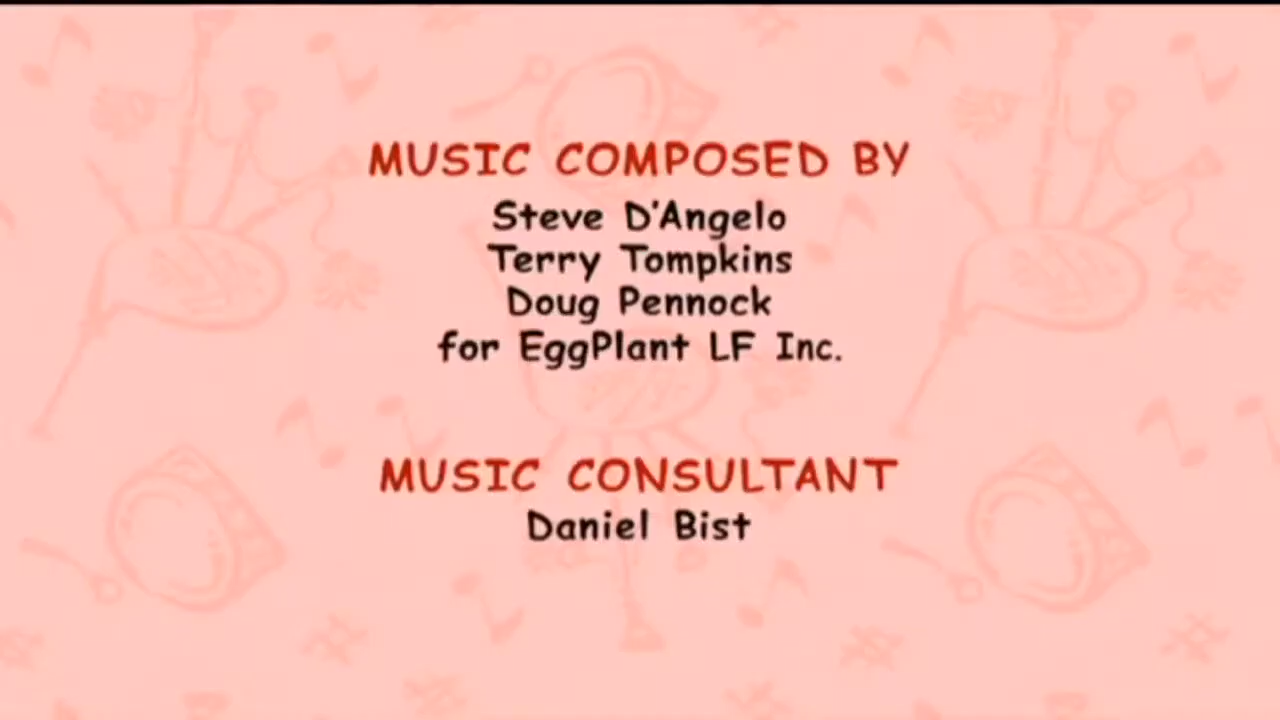 MUSIC COMPOSED BY
Steve D'Angelo
Terry Tompkins
Doug Pennock
for EggPlant LF Inc.
MUSIC CONSULTANT
Daniel Bist